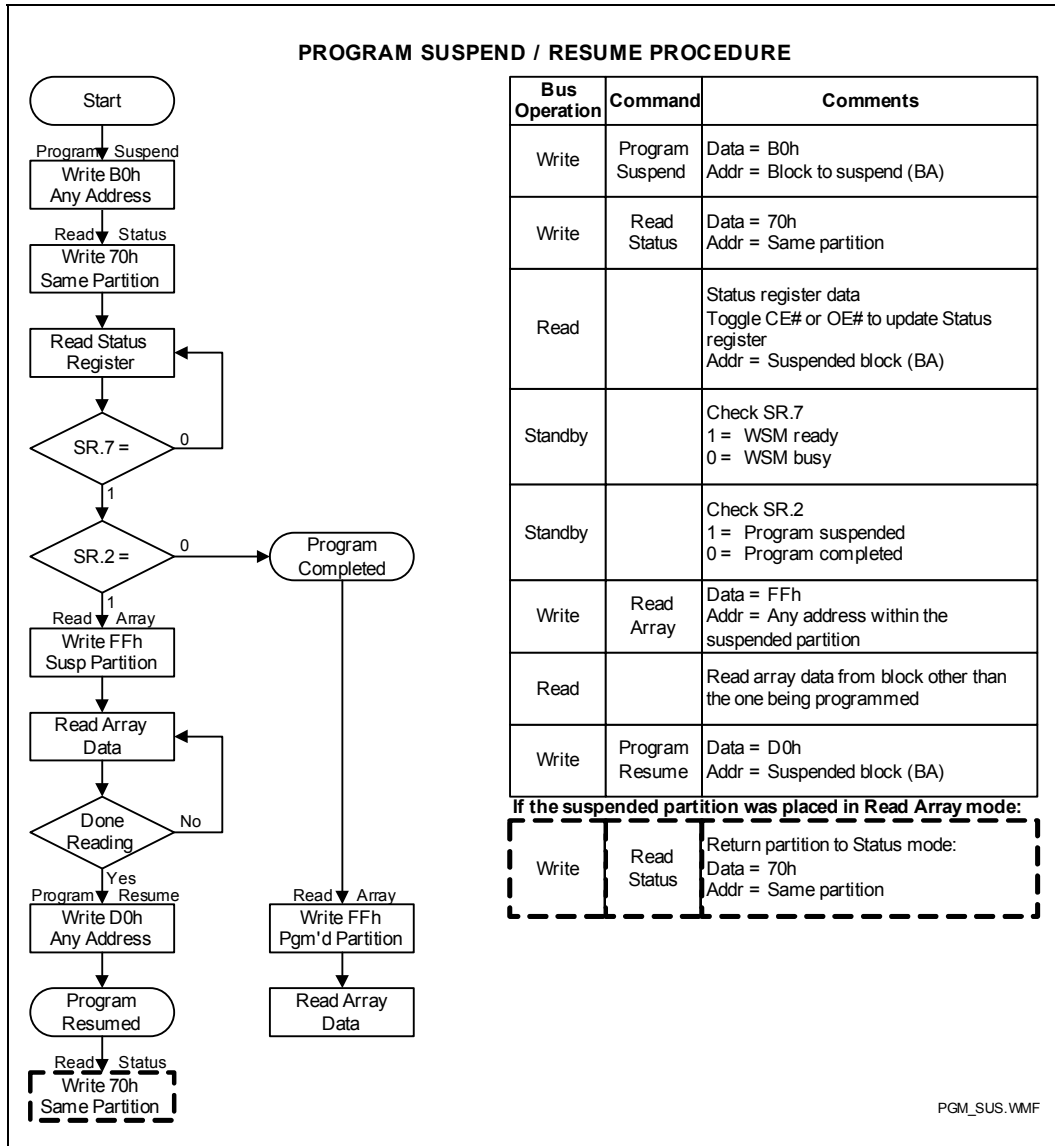 PROGRAM SUSPEND / RESUME PROCEDURE
Start
Program Suspend
Write B0h
Any Address
Read Status
Write 70h
Same Partition
Read Status
Register
SR.7 =
0
1
SR.2 =
0
Program
Completed
1
Read Array
Write FFh
Susp Partition
Read Array
Data
Done
Reading
No
Yes
Program Resume
Write D0h
Any Address
Program
Resumed
Read Status
Write 70h
Same Partition
Read Array
Write FFh
Pgm'd Partition
Read Array
Data
Bus
Operation
Command
Comments
Write
Program
Suspend
Data = B0h
Addr = Block to suspend (BA)
Write
Read
Status
Data = 70h
Addr = Same partition
Read
Status register data
Toggle CE# or OE# to update Status
register
Addr = Suspended block (BA)
Standby
Check SR.7
1 = WSM ready
0 = WSM busy
Standby
Check SR.2
1 = Program suspended
0 = Program completed
Write
Read
Array
Data = FFh
Addr = Any address within the
suspended partition
Read
Read array data from block other than
the one being programmed
Write
Program
Resume
Data = D0h
Addr = Suspended block (BA)
If the suspended partition was placed in Read Array mode:
Write
Read
Status
Return partition to Status mode:
Data = 70h
Addr = Same partition
PGM_SUS.WMF